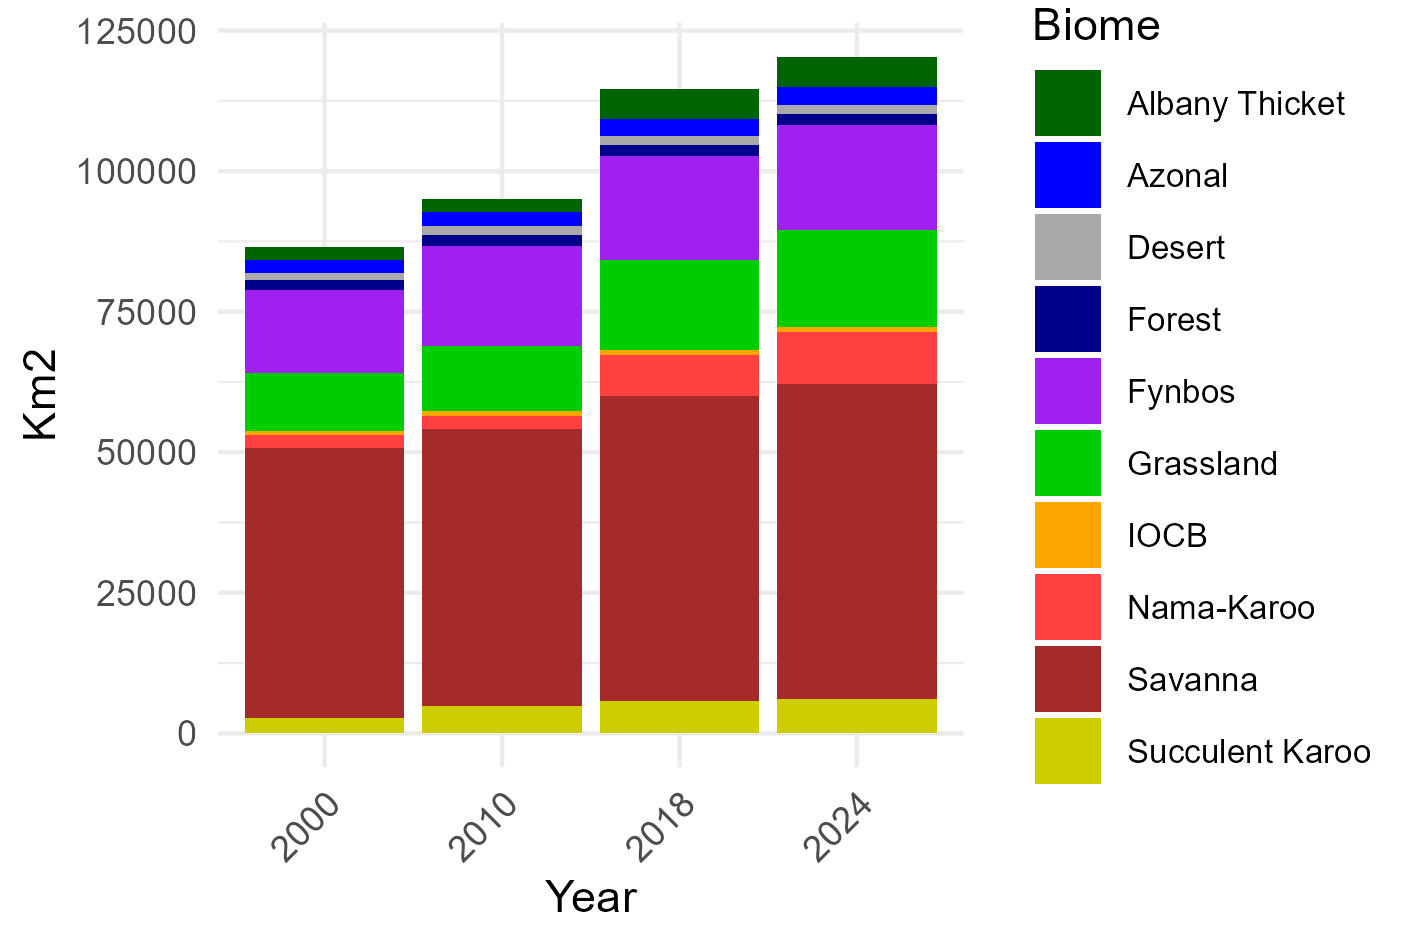 125000
100000
75000
50000
25000
0
Km2
2000
2010
2018
2024
Year
Biome
Albany Thicket
Azonal
Desert
Forest
Fynbos
Grassland
IOCB
Nama-Karoo
Savanna
Succulent Karoo